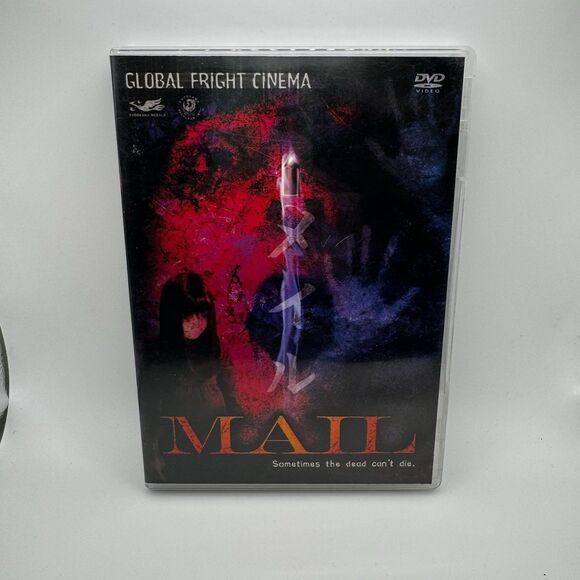 GLOBAL FRIGHT CINEMA
DVD
VIDEO
メイル
MAIL
Sometimes the dead can't die.